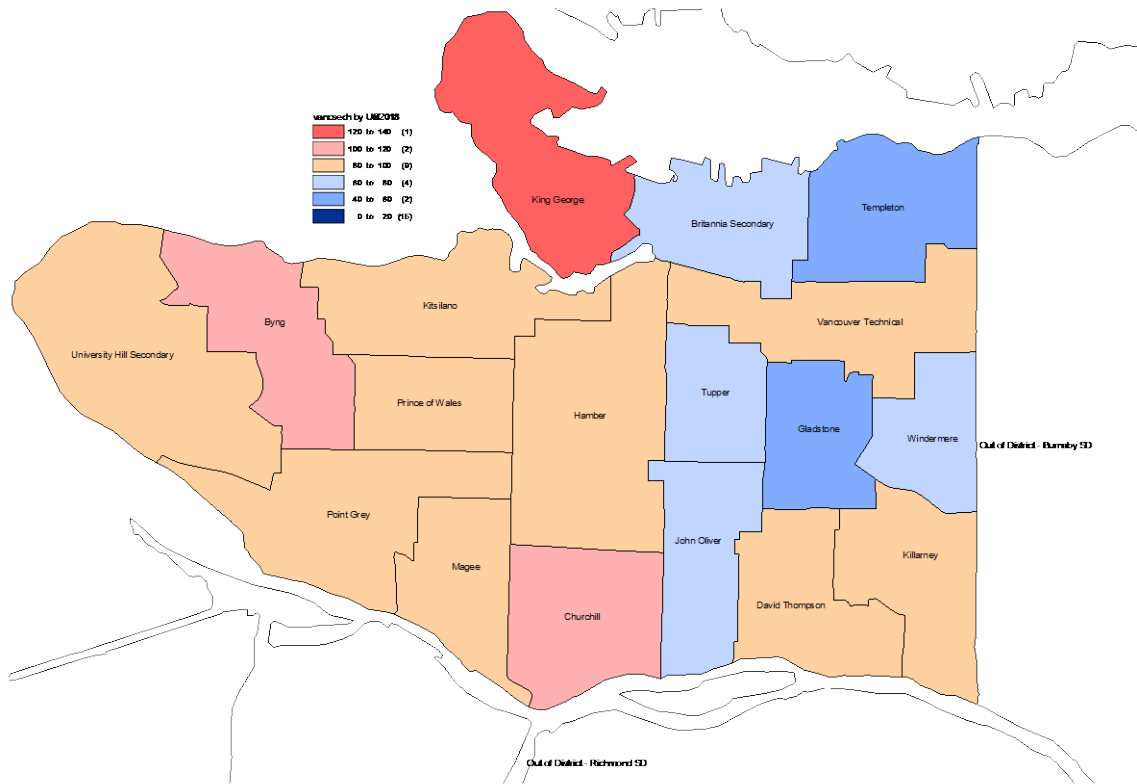 vancsech by
120 to 140 (1)
100 to 120 (2)
80 to 100 (9)
60 to 80 (4)
40 to 60 (2)
0 to 20 (15)
King George
Britannia Secondary
Templeton
Kitsilano
Byng
Vancouver Technical
University Hill Secondary
Prince of Wales
Tupper
Hamber
Gladstone
Windermere
Out of District - Burnaby SD
Point Grey
John Oliver
Killarney
Magee
David Thompson
Churchill
Out of District - Richmond SD